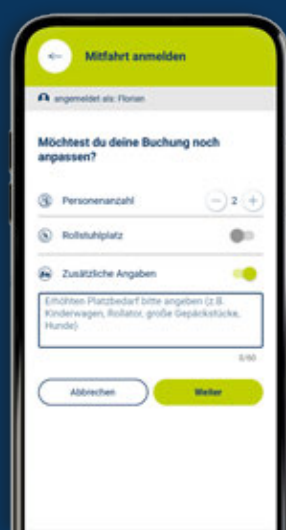 Mitfahrt anmelden
angemeldet als: Florian
Möchtest du deine Buchung noch
anpassen?
Personenanzahl
2
Rollstuhlplatz
Zusätzliche Angaben
Erhöhten Platzbedarf bitte angeben (z.B.
Kinderwagen, Rollator, große Gepäckstücke,
Hunde)
0/60
Abbrechen
Weiter